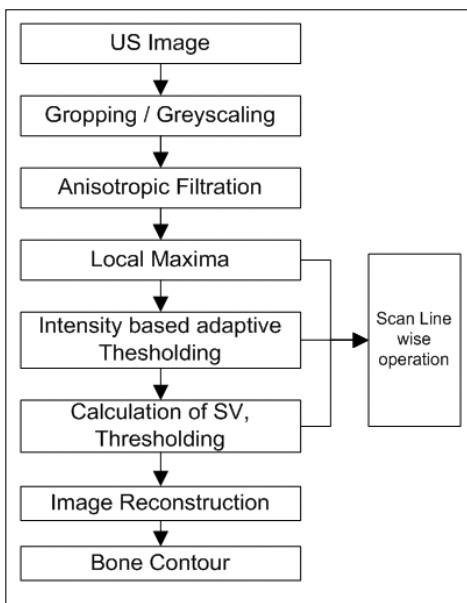 US Image
Gropping / Greyscaling
Anisotropic Filtration
Local Maxima
Intensity based adaptive
Thesholding
Calculation of SV,
Thresholding
Image Reconstruction
Bone Contour
Scan Line
wise
operation